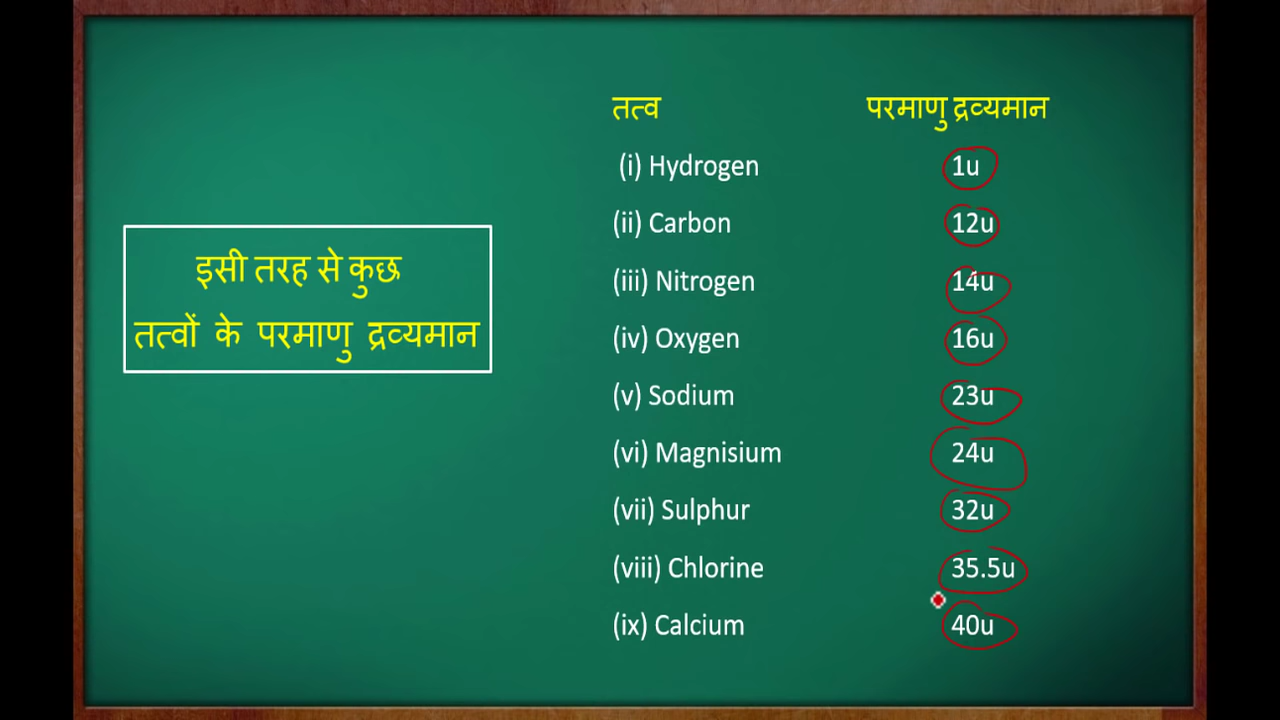 इसी तरह से कुछ
तत्वों के परमाणु द्रव्यमान
तत्व परमाणु द्रव्यमान
(i) Hydrogen 1u
(ii) Carbon 12u
(iii) Nitrogen 14u
(iv) Oxygen 16u
(v) Sodium 23u
(vi) Magnisium 24u
(vii) Sulphur 32u
(viii) Chlorine 35.5u
(ix) Calcium 40u